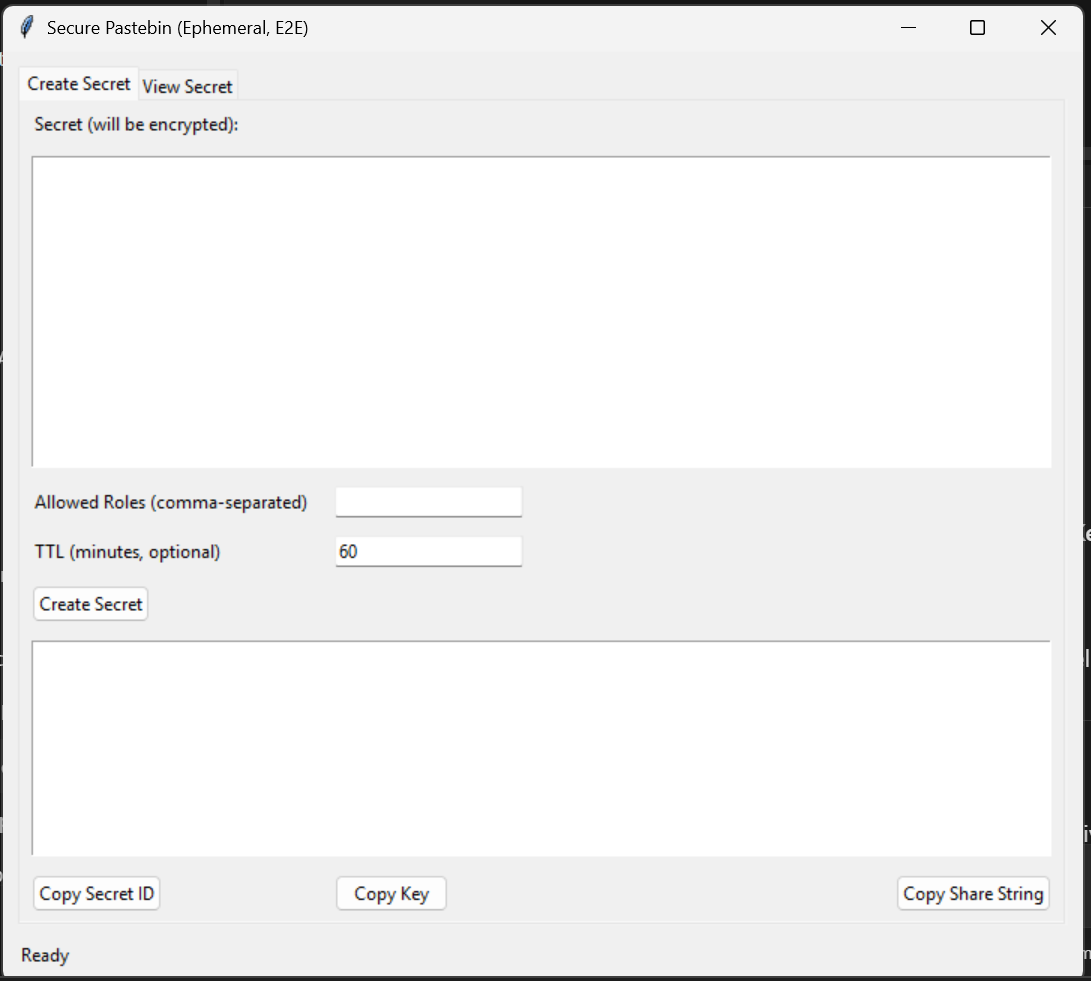 Secure Pastebin (Ephemeral, E2E)
Create Secret View Secret
Secret (will be encrypted):
Allowed Roles (comma-separated)
TTL (minutes, optional) 60
Create Secret
Copy Secret ID Copy Key Copy Share String
Ready